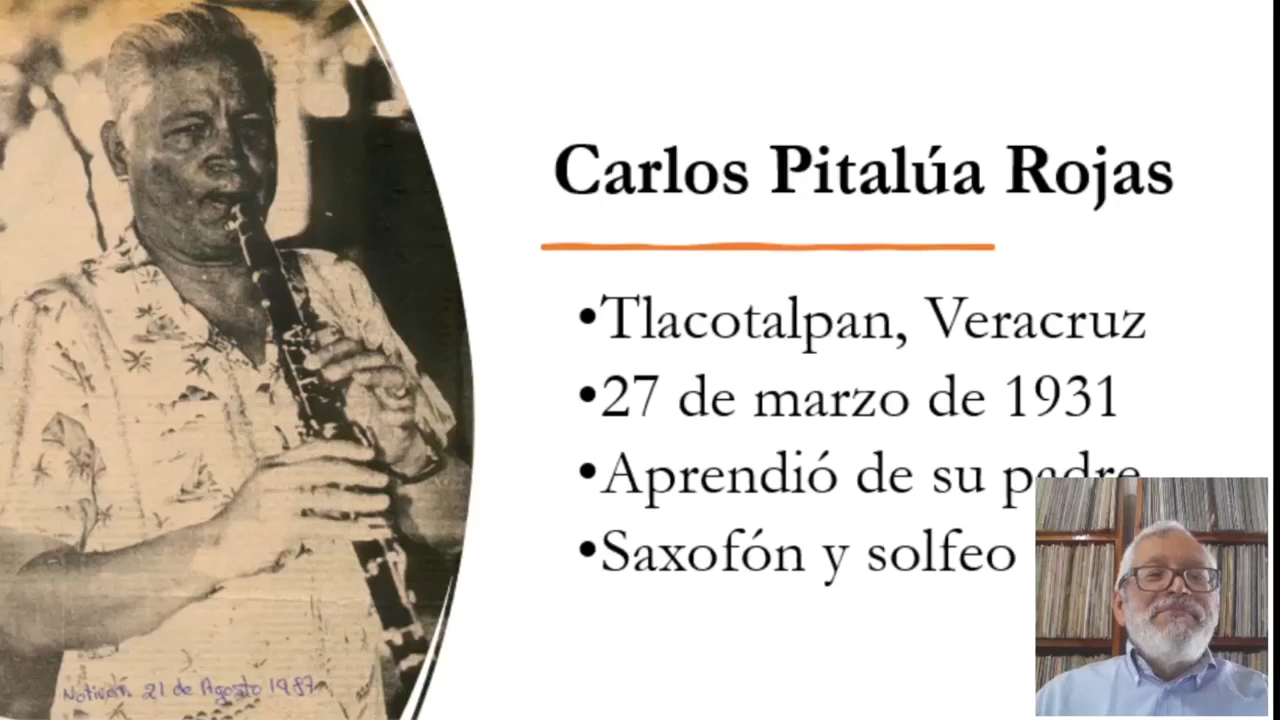 Carlos Pitalúa Rojas
•Tlacotalpan, Veracruz
•27 de marzo de 1931
•Aprendió de su padre
•Saxofón y solfeo
Notiver. 21 de Agosto 1987